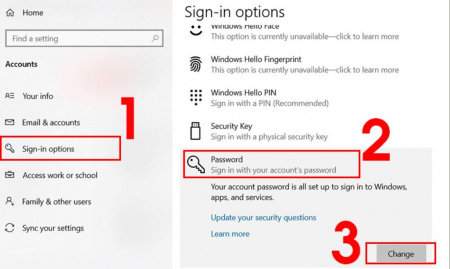 Home
Find a setting
Accounts
Your info
Email & accounts
Sign-in options
Access work or school
Family & other users
Sync your settings
1
Sign-in options
Windows Hello Face
This option is currently unavailable—click to learn more
Windows Hello Fingerprint
This option is currently unavailable—click to learn more
Windows Hello PIN
Sign in with a PIN (Recommended)
Security Key
Sign in with a physical security key
2
Password
Sign in with your account's password
Your account password is all set up to sign in to Windows,
apps, and services.
Update your security questions
Learn more
3
Change